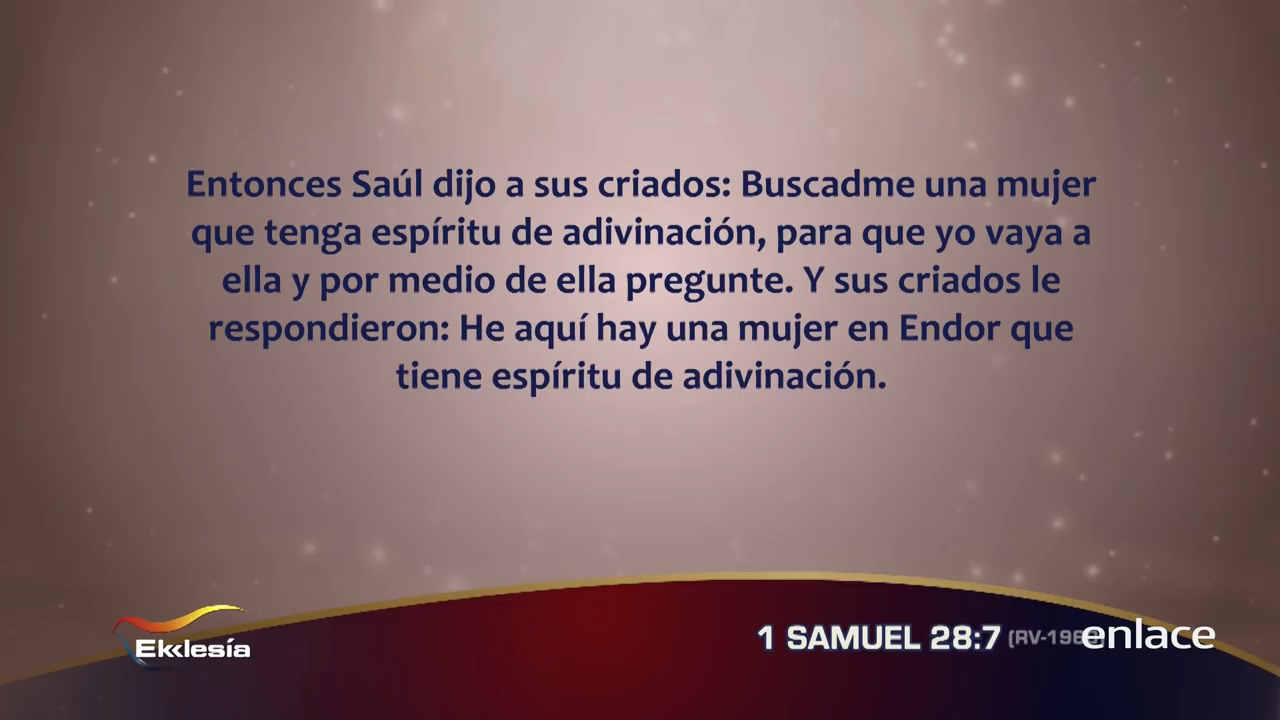 Entonces Saúl dijo a sus criados: Buscadme una mujer
que tenga espíritu de adivinación, para que yo vaya a
ella y por medio de ella pregunte. Y sus criados le
respondieron: He aquí hay una mujer en Endor que
tiene espíritu de adivinación.
Ekklesía
1 SAMUEL 28:7
enlace